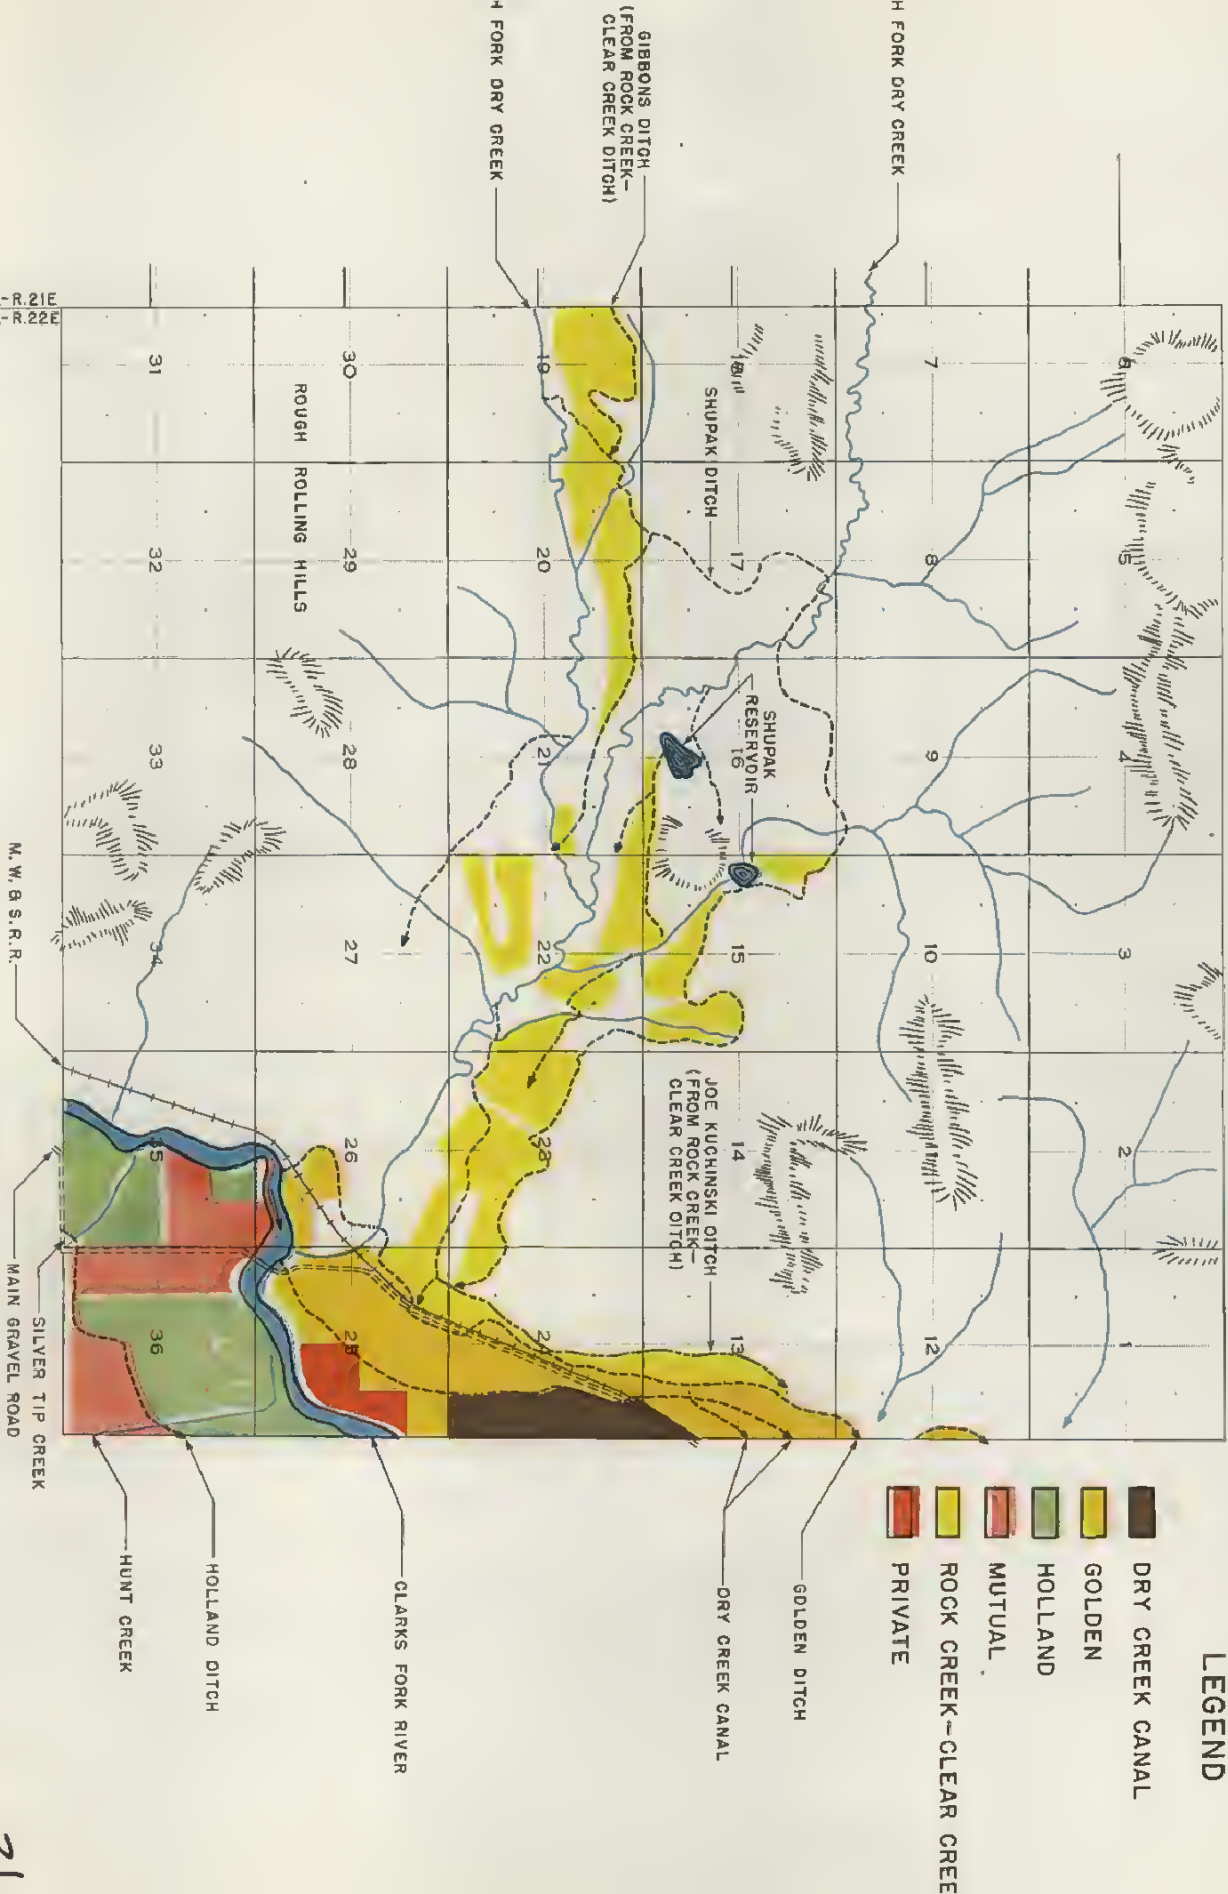 H FORK DRY CREEK
GIBBONS DITCH
(FROM ROCK CREEK-
CLEAR CREEK DITCH)
H FORK DRY CREEK
-R.21E
-R.22E
6
5
4
3
2
1
7
8
9
10
12
18
17
16
15
14
13
SHUPAK DITCH
SHUPAK
RESERVOIR
JOE KUCHINSKI DITCH
(FROM ROCK CREEK-
CLEAR CREEK DITCH)
19
20
21
22
23
24
30
29
28
27
26
25
ROUGH ROLLING HILLS
31
32
33
34
35
36
M. W. & S. R. R.
MAIN GRAVEL ROAD
SILVER TIP CREEK
HUNT CREEK
HOLLAND DITCH
CLARKS FORK RIVER
DRY CREEK CANAL
GOLDEN DITCH
LEGEND
DRY CREEK CANAL
GOLDEN
HOLLAND
MUTUAL
ROCK CREEK-CLEAR CREE
PRIVATE